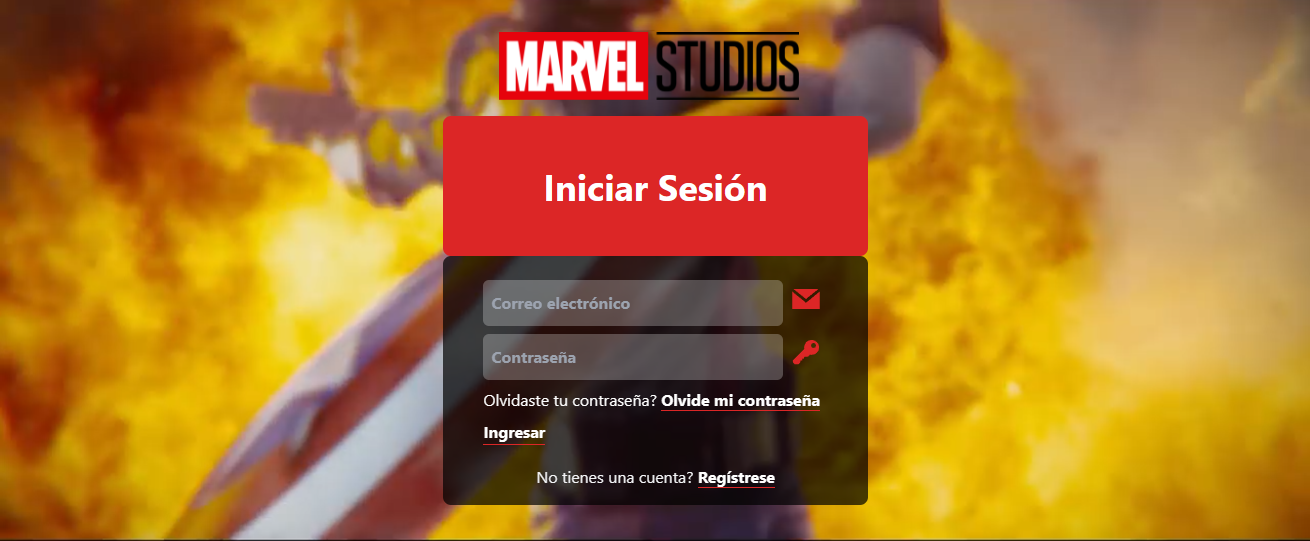 MARVEL STUDIOS
Iniciar Sesión
Correo electrónico
Contraseña
Olvidaste tu contraseña? Olvide mi contraseña
Ingresar
No tienes una cuenta? Regístrese